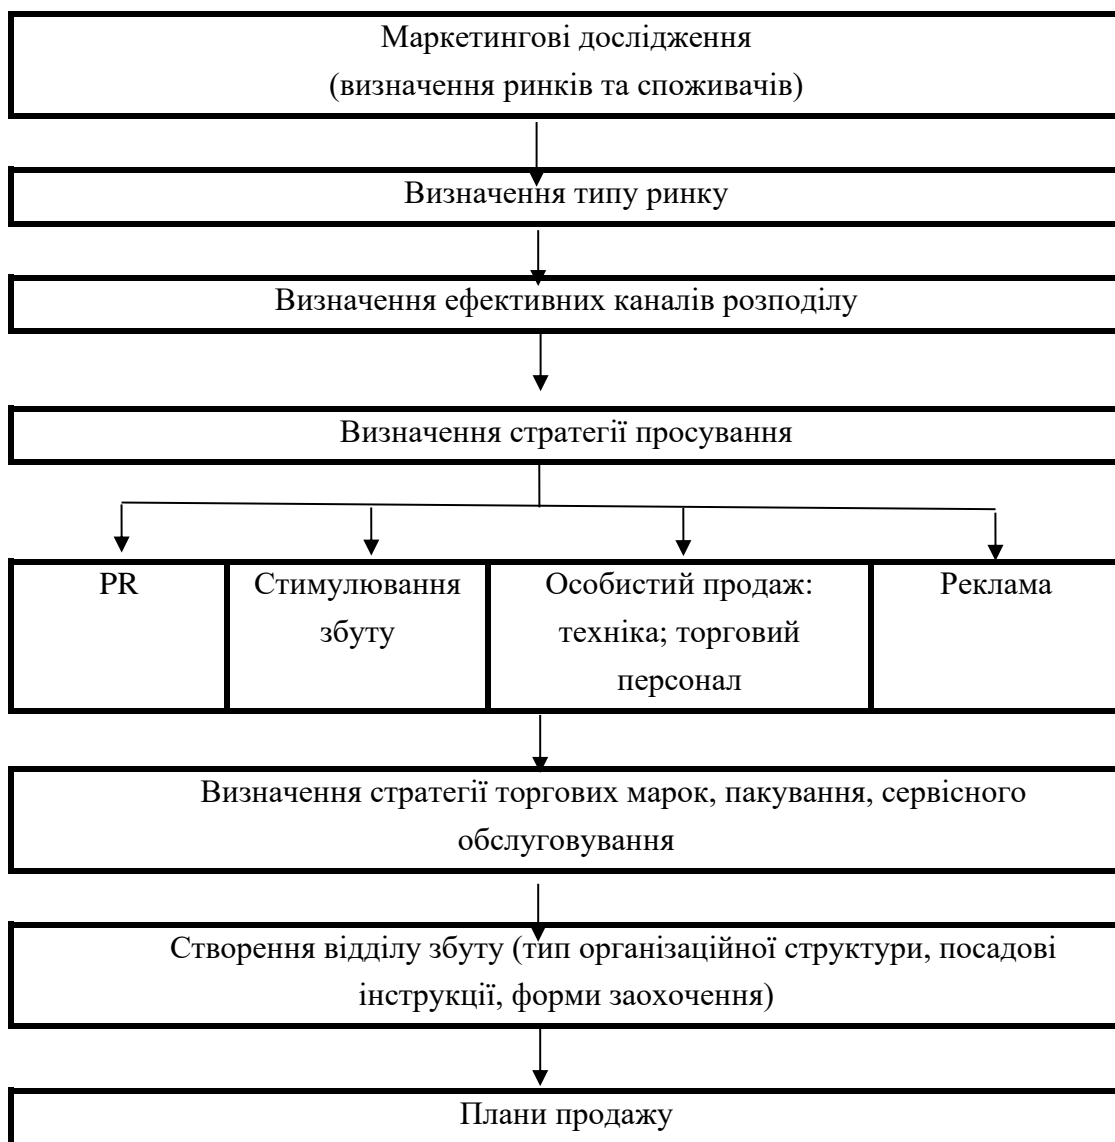 Маркетингові дослідження
(визначення ринків та споживачів)
Визначення типу ринку
Визначення ефективних каналів розподілу
Визначення стратегії просування
PR
Стимулювання
збуту
Особистий продаж:
техніка; торговий
персонал
Реклама
Визначення стратегії торгових марок, пакування, сервісного
обслуговування
Створення відділу збуту (тип організаційної структури, посадові
інструкції, форми заохочення)
Плани продажу